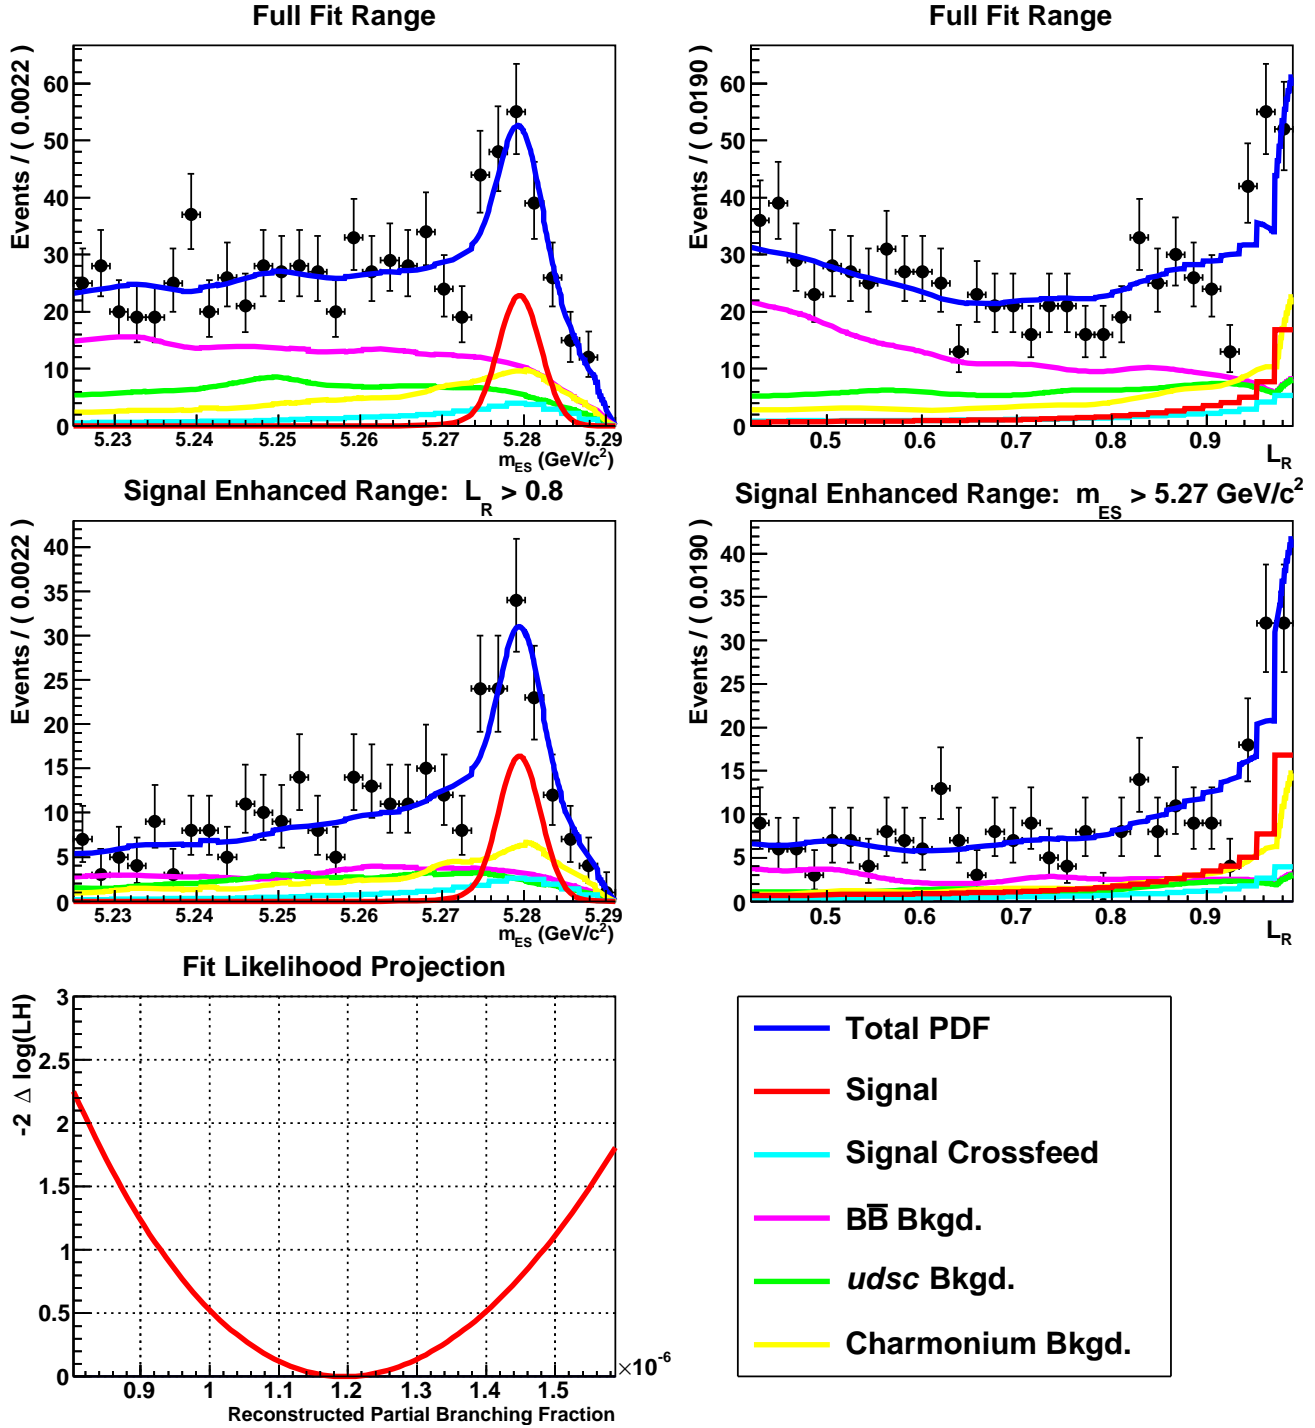 Full Fit Range
Events / ( 0.0022 )
60
50
40
30
20
10
0
5.23 5.24 5.25 5.26 5.27 5.28 5.29
m_ES (GeV/c²)
Full Fit Range
Events / ( 0.0190 )
60
50
40
30
20
10
0
0.5 0.6 0.7 0.8 0.9
L_R
Signal Enhanced Range: L_R > 0.8
Events / ( 0.0022 )
40
35
30
25
20
15
10
5
0
5.23 5.24 5.25 5.26 5.27 5.28 5.29
m_ES (GeV/c²)
Signal Enhanced Range: m_ES > 5.27 GeV/c²
Events / ( 0.0190 )
40
35
30
25
20
15
10
5
0
0.5 0.6 0.7 0.8 0.9
L_R
Fit Likelihood Projection
-2 Δ log(LH)
3
2.5
2
1.5
1
0.5
0
0.9 1 1.1 1.2 1.3 1.4 1.5
×10⁻⁶
Reconstructed Partial Branching Fraction
Total PDF
Signal
Signal Crossfeed
BB̅ Bkgd.
udsc Bkgd.
Charmonium Bkgd.